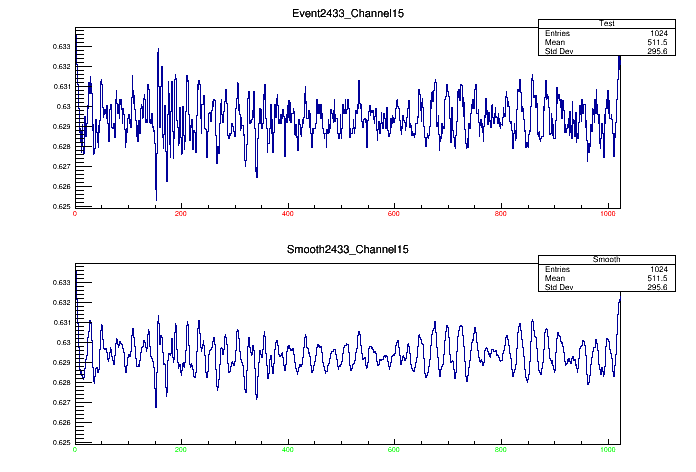 Event2433_Channel15
Test
Entries 1024
Mean 511.5
Std Dev 295.6
0.633
0.632
0.631
0.63
0.629
0.628
0.627
0.626
0.625
0 200 400 600 800 1000
Smooth2433_Channel15
Smooth
Entries 1024
Mean 511.5
Std Dev 295.6
0.633
0.632
0.631
0.63
0.629
0.628
0.627
0.626
0.625
0 200 400 600 800 1000